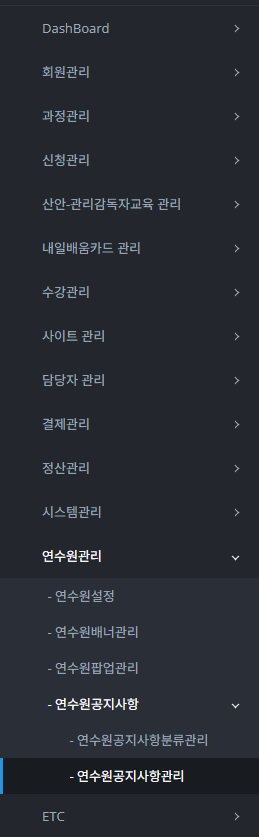 DashBoard
회원관리
과정관리
신청관리
산안-관리감독자교육 관리
내일배움카드 관리
수강관리
사이트 관리
담당자 관리
결제관리
정산관리
시스템관리
연수원관리
- 연수원설정
- 연수원배너관리
- 연수원팝업관리
- 연수원공지사항
- 연수원공지사항분류관리
- 연수원공지사항관리
ETC